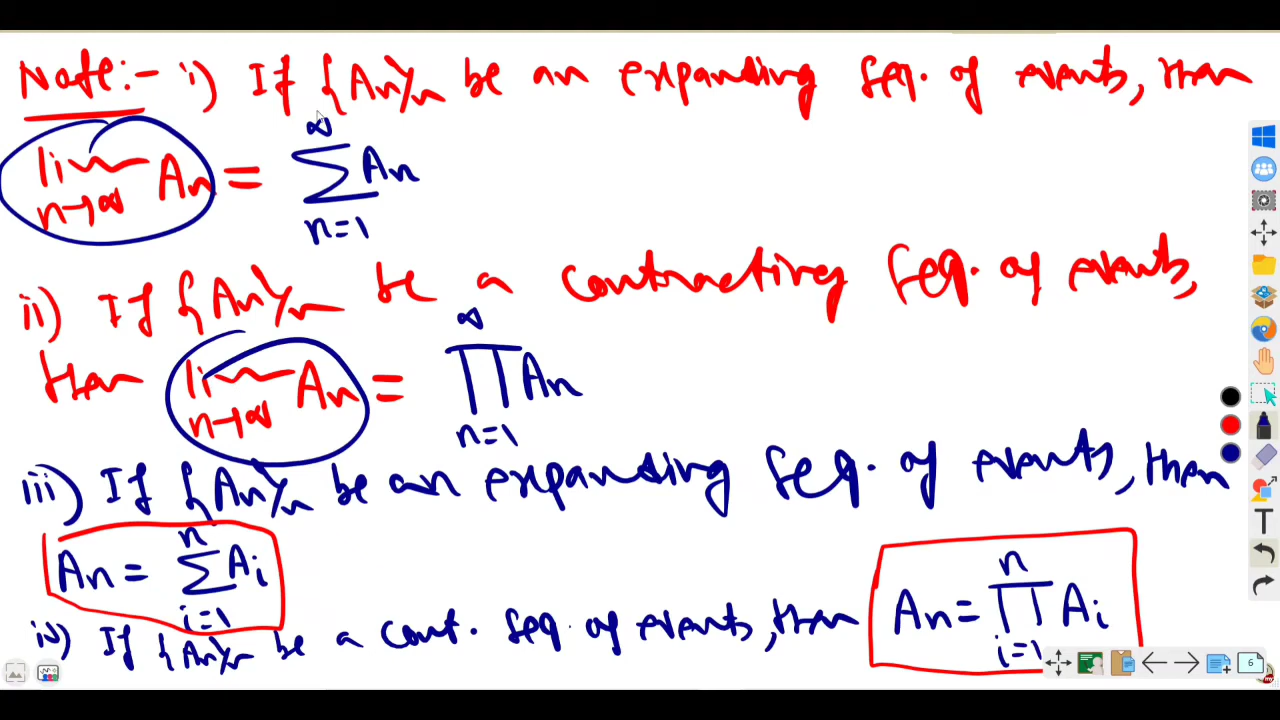 Note:- i) If {An}n be an expanding seq. of events, then
lim n→∞ An = ∞ ∑ n=1 An
ii) If {An}n be a contracting seq. of events,
then lim n→∞ An = ∞ ∏ n=1 An
iii) If {An}n be an expanding seq. of events, then
An = n ∑ i=1 Ai
iv) If {An}n be a cont. seq. of events, then An = n ∏ i=1 Ai
T
6